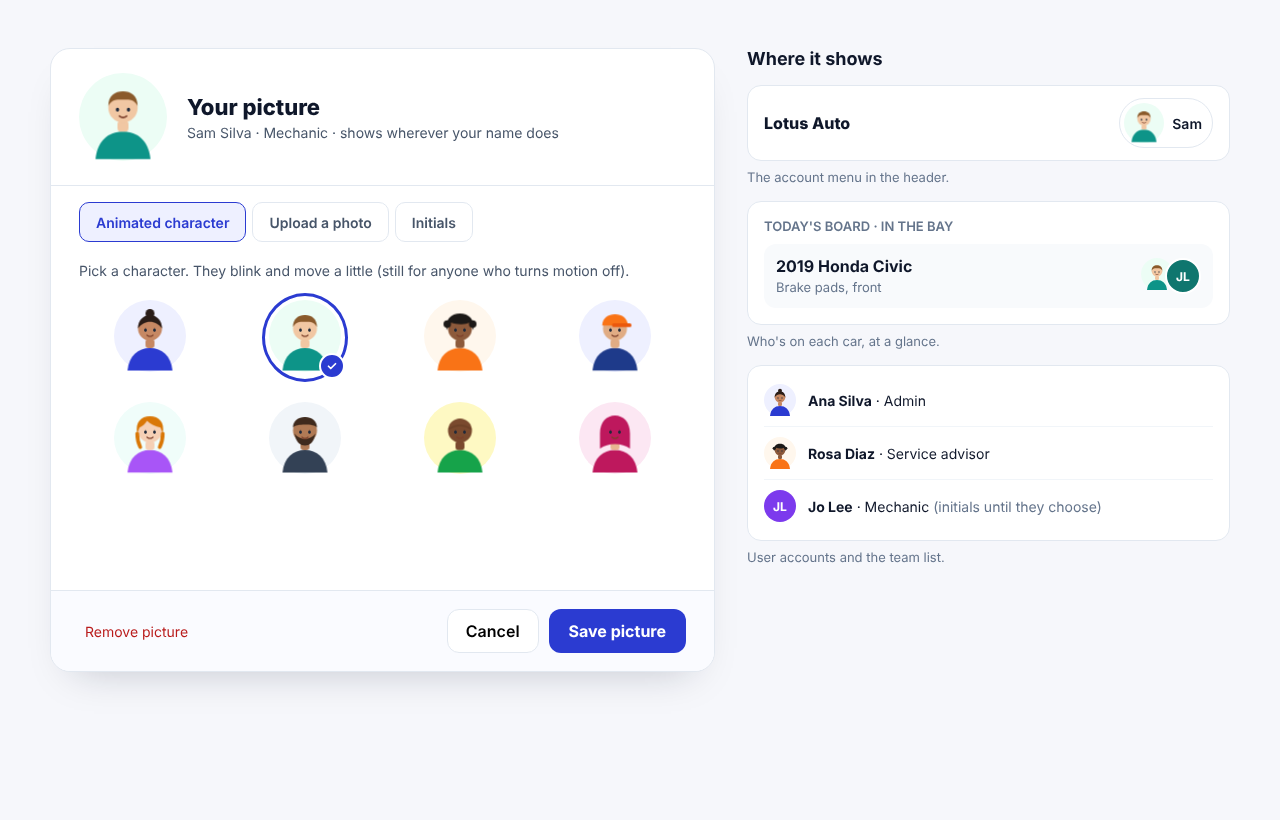 Your picture
Sam Silva · Mechanic · shows wherever your name does
Animated character
Upload a photo
Initials
Pick a character. They blink and move a little (still for anyone who turns motion off).
Remove picture
Cancel
Save picture
Where it shows
Lotus Auto
Sam
The account menu in the header.
TODAY'S BOARD · IN THE BAY
2019 Honda Civic
Brake pads, front
JL
Who's on each car, at a glance.
Ana Silva · Admin
Rosa Diaz · Service advisor
JL
Jo Lee · Mechanic (initials until they choose)
User accounts and the team list.